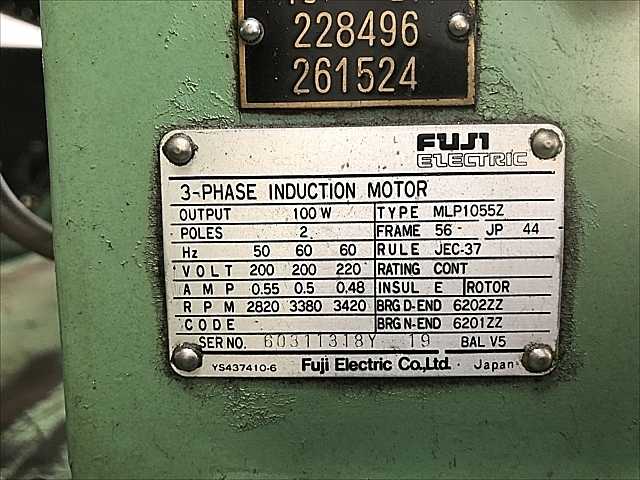 228496
261524
FUJI
ELECTRIC
3-PHASE INDUCTION MOTOR
OUTPUT 100 W TYPE MLP1055Z
POLES 2 FRAME 56 JP 44
Hz 50 60 60 RULE JEC-37
VOLT 200 200 220 RATING CONT
AMP 0.55 0.5 0.48 INSUL E ROTOR
RPM 2820 3380 3420 BRG D-END 6202ZZ
CODE BRG N-END 6201ZZ
SER NO. 60311318Y 19 BAL V5
YS437410-6 Fuji Electric Co.,Ltd. Japan